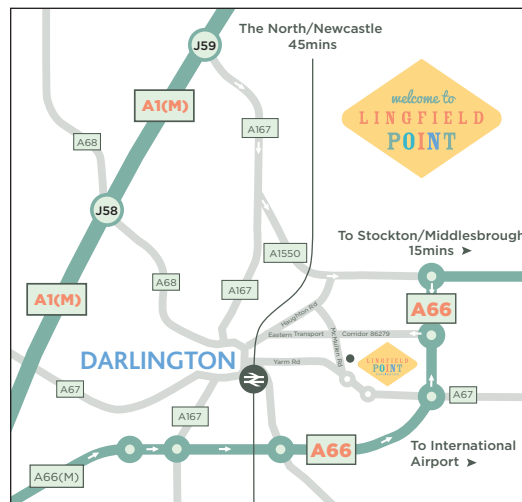 The North/Newcastle
45mins
J59
A1(M)
A167
A68
welcome to
LINGFIELD
POINT
J58
To Stockton/Middlesbrough
15mins ➤
A1550
A68
A167
A1(M)
A66
Haughton Rd
Eastern Transport Corridor 86279
McMullen Rd
DARLINGTON
Yarm Rd
LINGFIELD
POINT
A67
A67
A167
A66
To International
Airport ➤
A66(M)